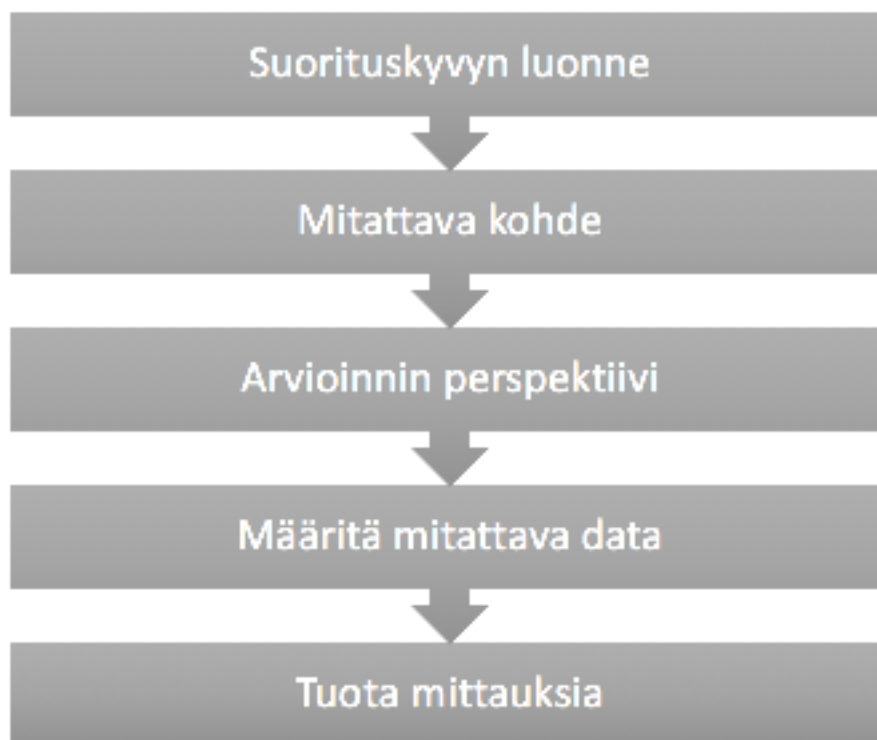 Suorituskyvyn luonne
Mitattava kohde
Arvioinnin perspektiivi
Määritä mitattava data
Tuota mittauksia